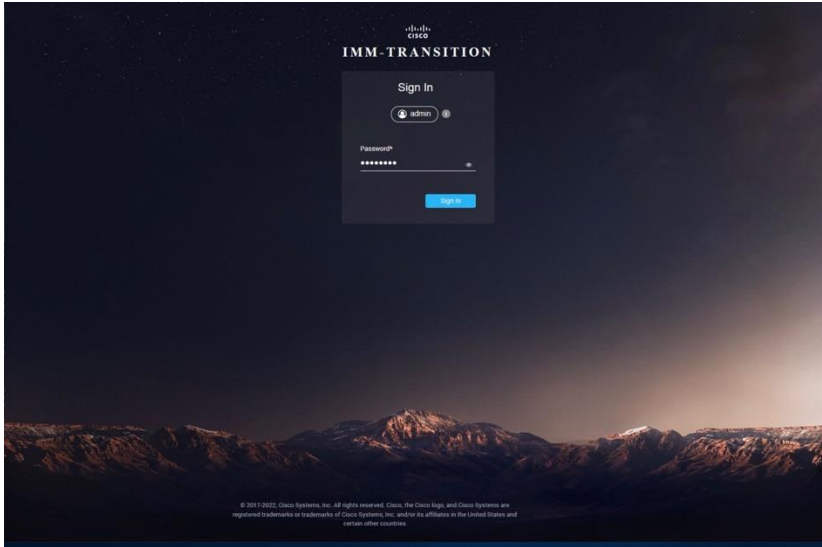 CISCO
IMM-TRANSITION
Sign In
admin
Password*
••••••••
Sign In
© 2017-2022, Cisco Systems, Inc. All rights reserved. Cisco, the Cisco logo, and Cisco Systems are
registered trademarks or trademarks of Cisco Systems, Inc. and/or its affiliates in the United States and
certain other countries